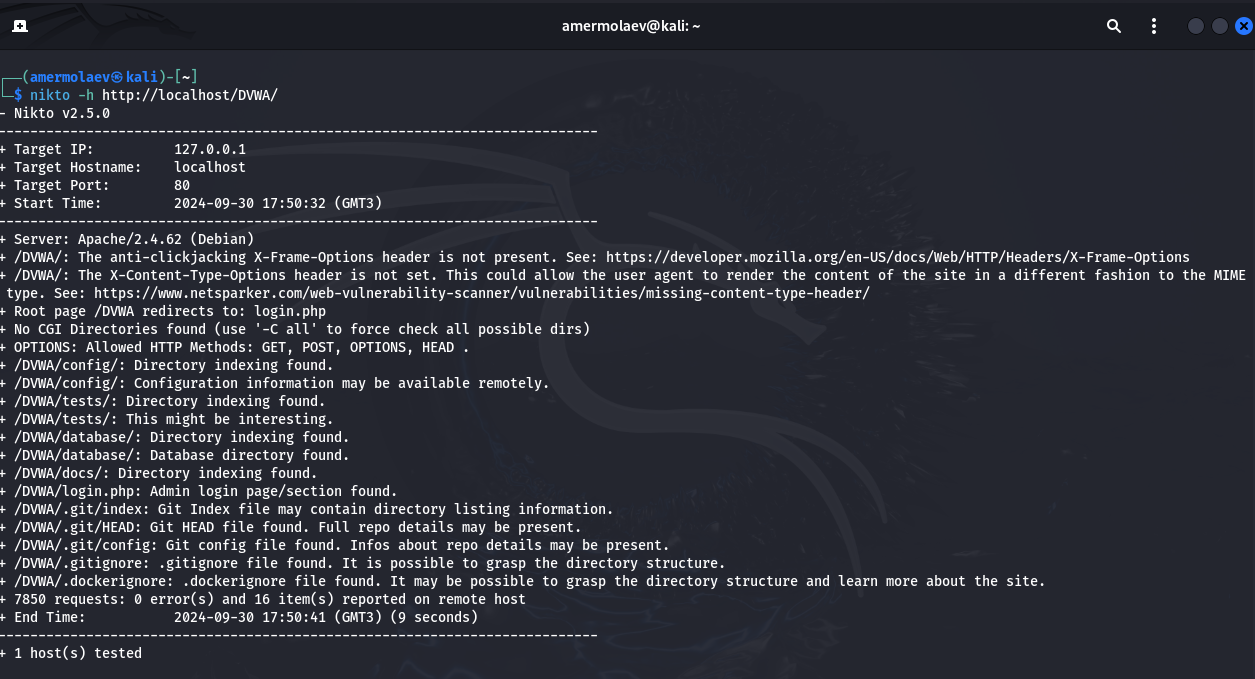 amermolaev@kali: ~
┌──(amermolaev㉿kali)-[~]
└─$ nikto -h http://localhost/DVWA/
- Nikto v2.5.0
---------------------------------------------------------------------------
+ Target IP:          127.0.0.1
+ Target Hostname:    localhost
+ Target Port:        80
+ Start Time:         2024-09-30 17:50:32 (GMT3)
---------------------------------------------------------------------------
+ Server: Apache/2.4.62 (Debian)
+ /DVWA/: The anti-clickjacking X-Frame-Options header is not present. See: https://developer.mozilla.org/en-US/docs/Web/HTTP/Headers/X-Frame-Options
+ /DVWA/: The X-Content-Type-Options header is not set. This could allow the user agent to render the content of the site in a different fashion to the MIME
 type. See: https://www.netsparker.com/web-vulnerability-scanner/vulnerabilities/missing-content-type-header/
+ Root page /DVWA redirects to: login.php
+ No CGI Directories found (use '-C all' to force check all possible dirs)
+ OPTIONS: Allowed HTTP Methods: GET, POST, OPTIONS, HEAD .
+ /DVWA/config/: Directory indexing found.
+ /DVWA/config/: Configuration information may be available remotely.
+ /DVWA/tests/: Directory indexing found.
+ /DVWA/tests/: This might be interesting.
+ /DVWA/database/: Directory indexing found.
+ /DVWA/database/: Database directory found.
+ /DVWA/docs/: Directory indexing found.
+ /DVWA/login.php: Admin login page/section found.
+ /DVWA/.git/index: Git Index file may contain directory listing information.
+ /DVWA/.git/HEAD: Git HEAD file found. Full repo details may be present.
+ /DVWA/.git/config: Git config file found. Infos about repo details may be present.
+ /DVWA/.gitignore: .gitignore file found. It is possible to grasp the directory structure.
+ /DVWA/.dockerignore: .dockerignore file found. It may be possible to grasp the directory structure and learn more about the site.
+ 7850 requests: 0 error(s) and 16 item(s) reported on remote host
+ End Time:           2024-09-30 17:50:41 (GMT3) (9 seconds)
---------------------------------------------------------------------------
+ 1 host(s) tested